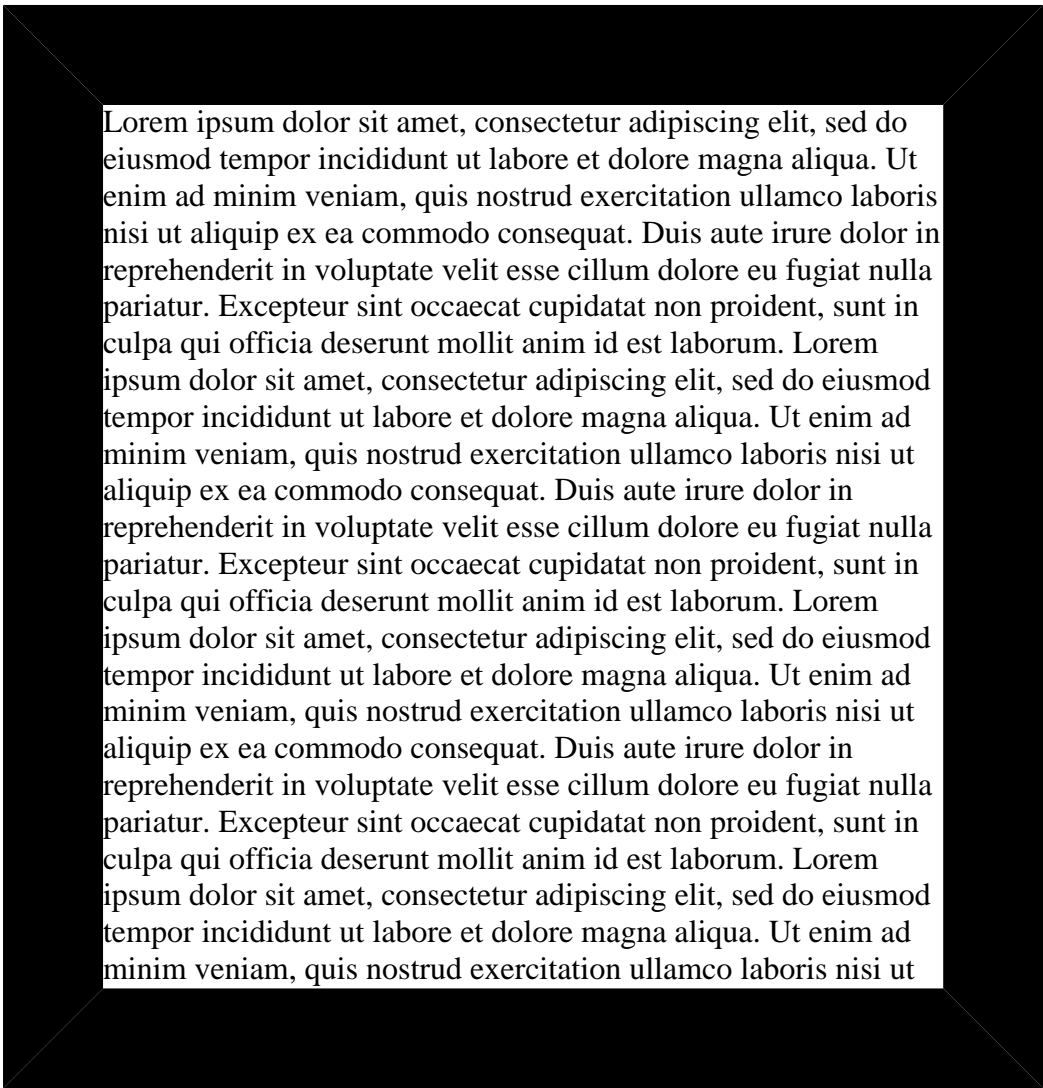 Lorem ipsum dolor sit amet, consectetur adipiscing elit, sed do
eiusmod tempor incididunt ut labore et dolore magna aliqua. Ut
enim ad minim veniam, quis nostrud exercitation ullamco laboris
nisi ut aliquip ex ea commodo consequat. Duis aute irure dolor in
reprehenderit in voluptate velit esse cillum dolore eu fugiat nulla
pariatur. Excepteur sint occaecat cupidatat non proident, sunt in
culpa qui officia deserunt mollit anim id est laborum. Lorem
ipsum dolor sit amet, consectetur adipiscing elit, sed do eiusmod
tempor incididunt ut labore et dolore magna aliqua. Ut enim ad
minim veniam, quis nostrud exercitation ullamco laboris nisi ut
aliquip ex ea commodo consequat. Duis aute irure dolor in
reprehenderit in voluptate velit esse cillum dolore eu fugiat nulla
pariatur. Excepteur sint occaecat cupidatat non proident, sunt in
culpa qui officia deserunt mollit anim id est laborum. Lorem
ipsum dolor sit amet, consectetur adipiscing elit, sed do eiusmod
tempor incididunt ut labore et dolore magna aliqua. Ut enim ad
minim veniam, quis nostrud exercitation ullamco laboris nisi ut
aliquip ex ea commodo consequat. Duis aute irure dolor in
reprehenderit in voluptate velit esse cillum dolore eu fugiat nulla
pariatur. Excepteur sint occaecat cupidatat non proident, sunt in
culpa qui officia deserunt mollit anim id est laborum. Lorem
ipsum dolor sit amet, consectetur adipiscing elit, sed do eiusmod
tempor incididunt ut labore et dolore magna aliqua. Ut enim ad
minim veniam, quis nostrud exercitation ullamco laboris nisi ut